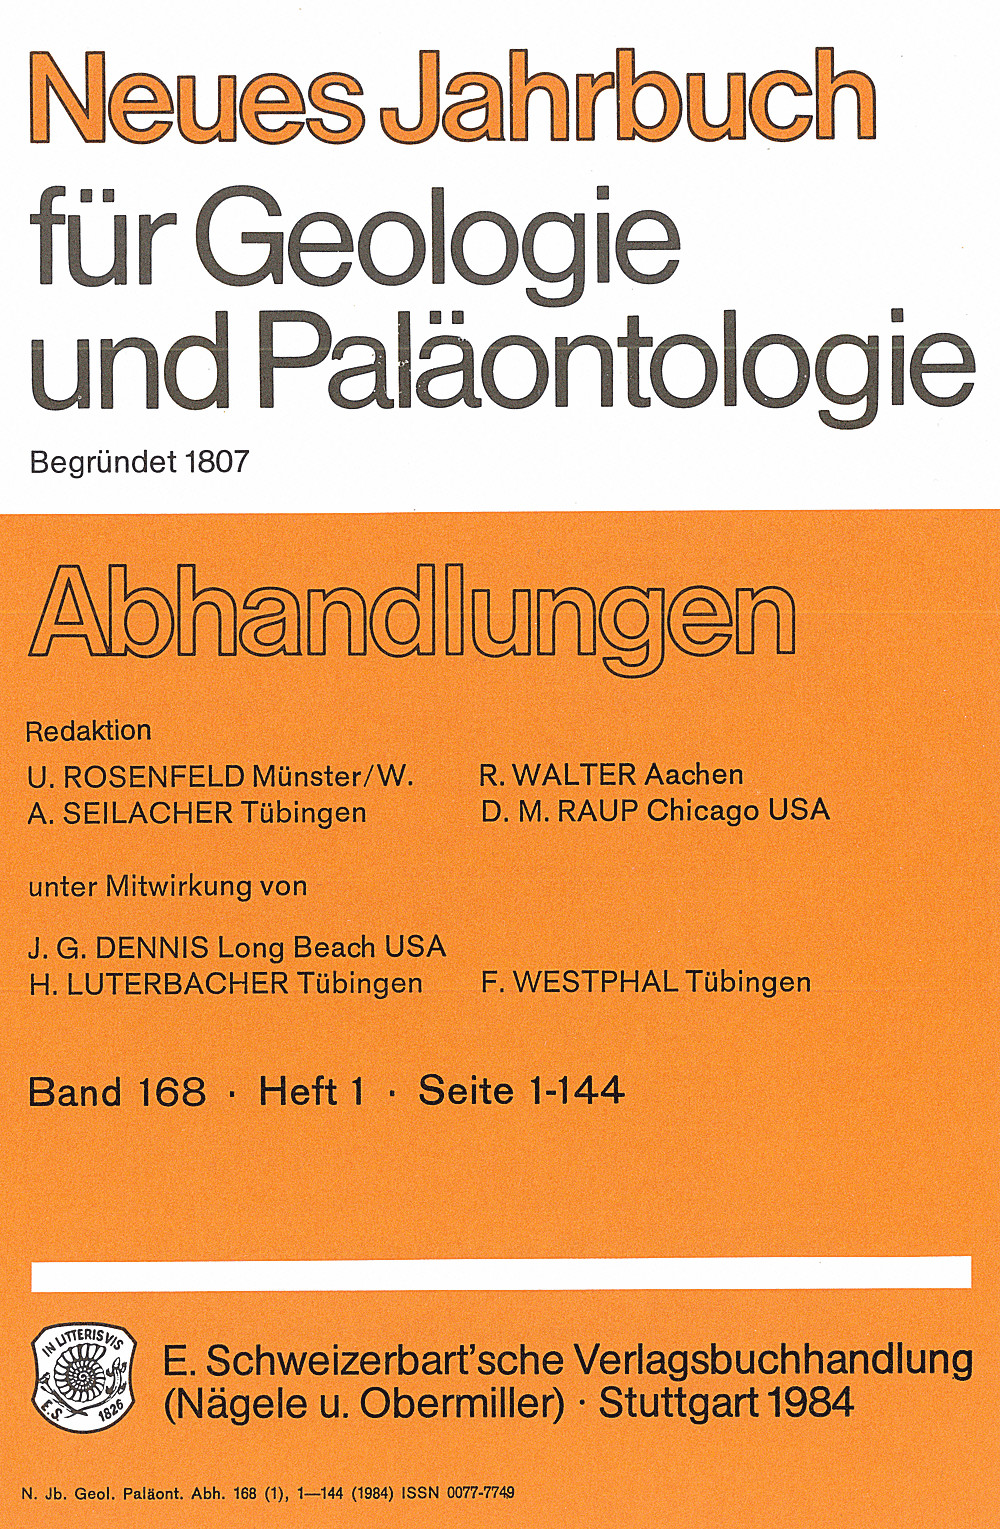 Neues Jahrbuch
für Geologie
und Paläontologie
Begründet 1807
Abhandlungen
Redaktion
U. ROSENFELD Münster/W. R. WALTER Aachen
A. SEILACHER Tübingen D. M. RAUP Chicago USA
unter Mitwirkung von
J. G. DENNIS Long Beach USA
H. LUTERBACHER Tübingen F. WESTPHAL Tübingen
Band 168 · Heft 1 · Seite 1-144
IN LITTERIS VIS
E.S. 1826
E. Schweizerbart'sche Verlagsbuchhandlung
(Nägele u. Obermiller) · Stuttgart 1984
N. Jb. Geol. Paläont. Abh. 168 (1), 1—144 (1984) ISSN 0077-7749